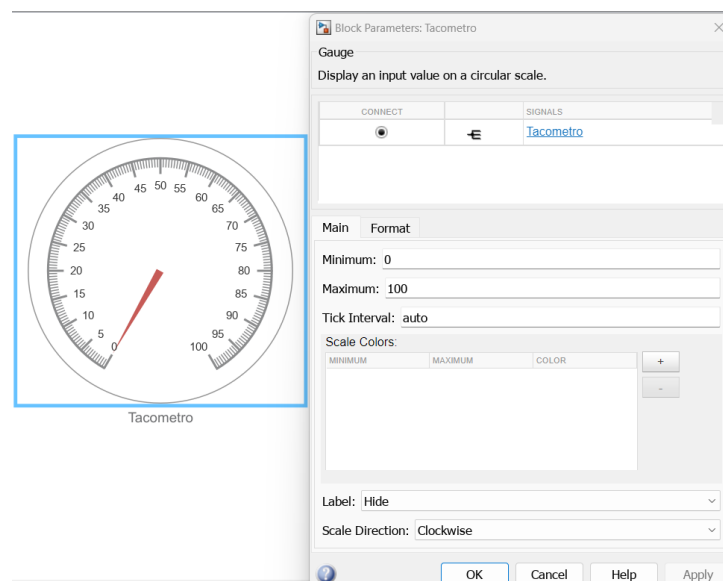 Block Parameters: Tacometro
Gauge
Display an input value on a circular scale.
CONNECT SIGNALS
Tacometro
Main Format
Minimum: 0
Maximum: 100
Tick Interval: auto
Scale Colors:
MINIMUM MAXIMUM COLOR
+
-
Label: Hide
Scale Direction: Clockwise
? OK Cancel Help Apply
0
5
10
15
20
25
30
35
40
45
50
55
60
65
70
75
80
85
90
95
100
Tacometro